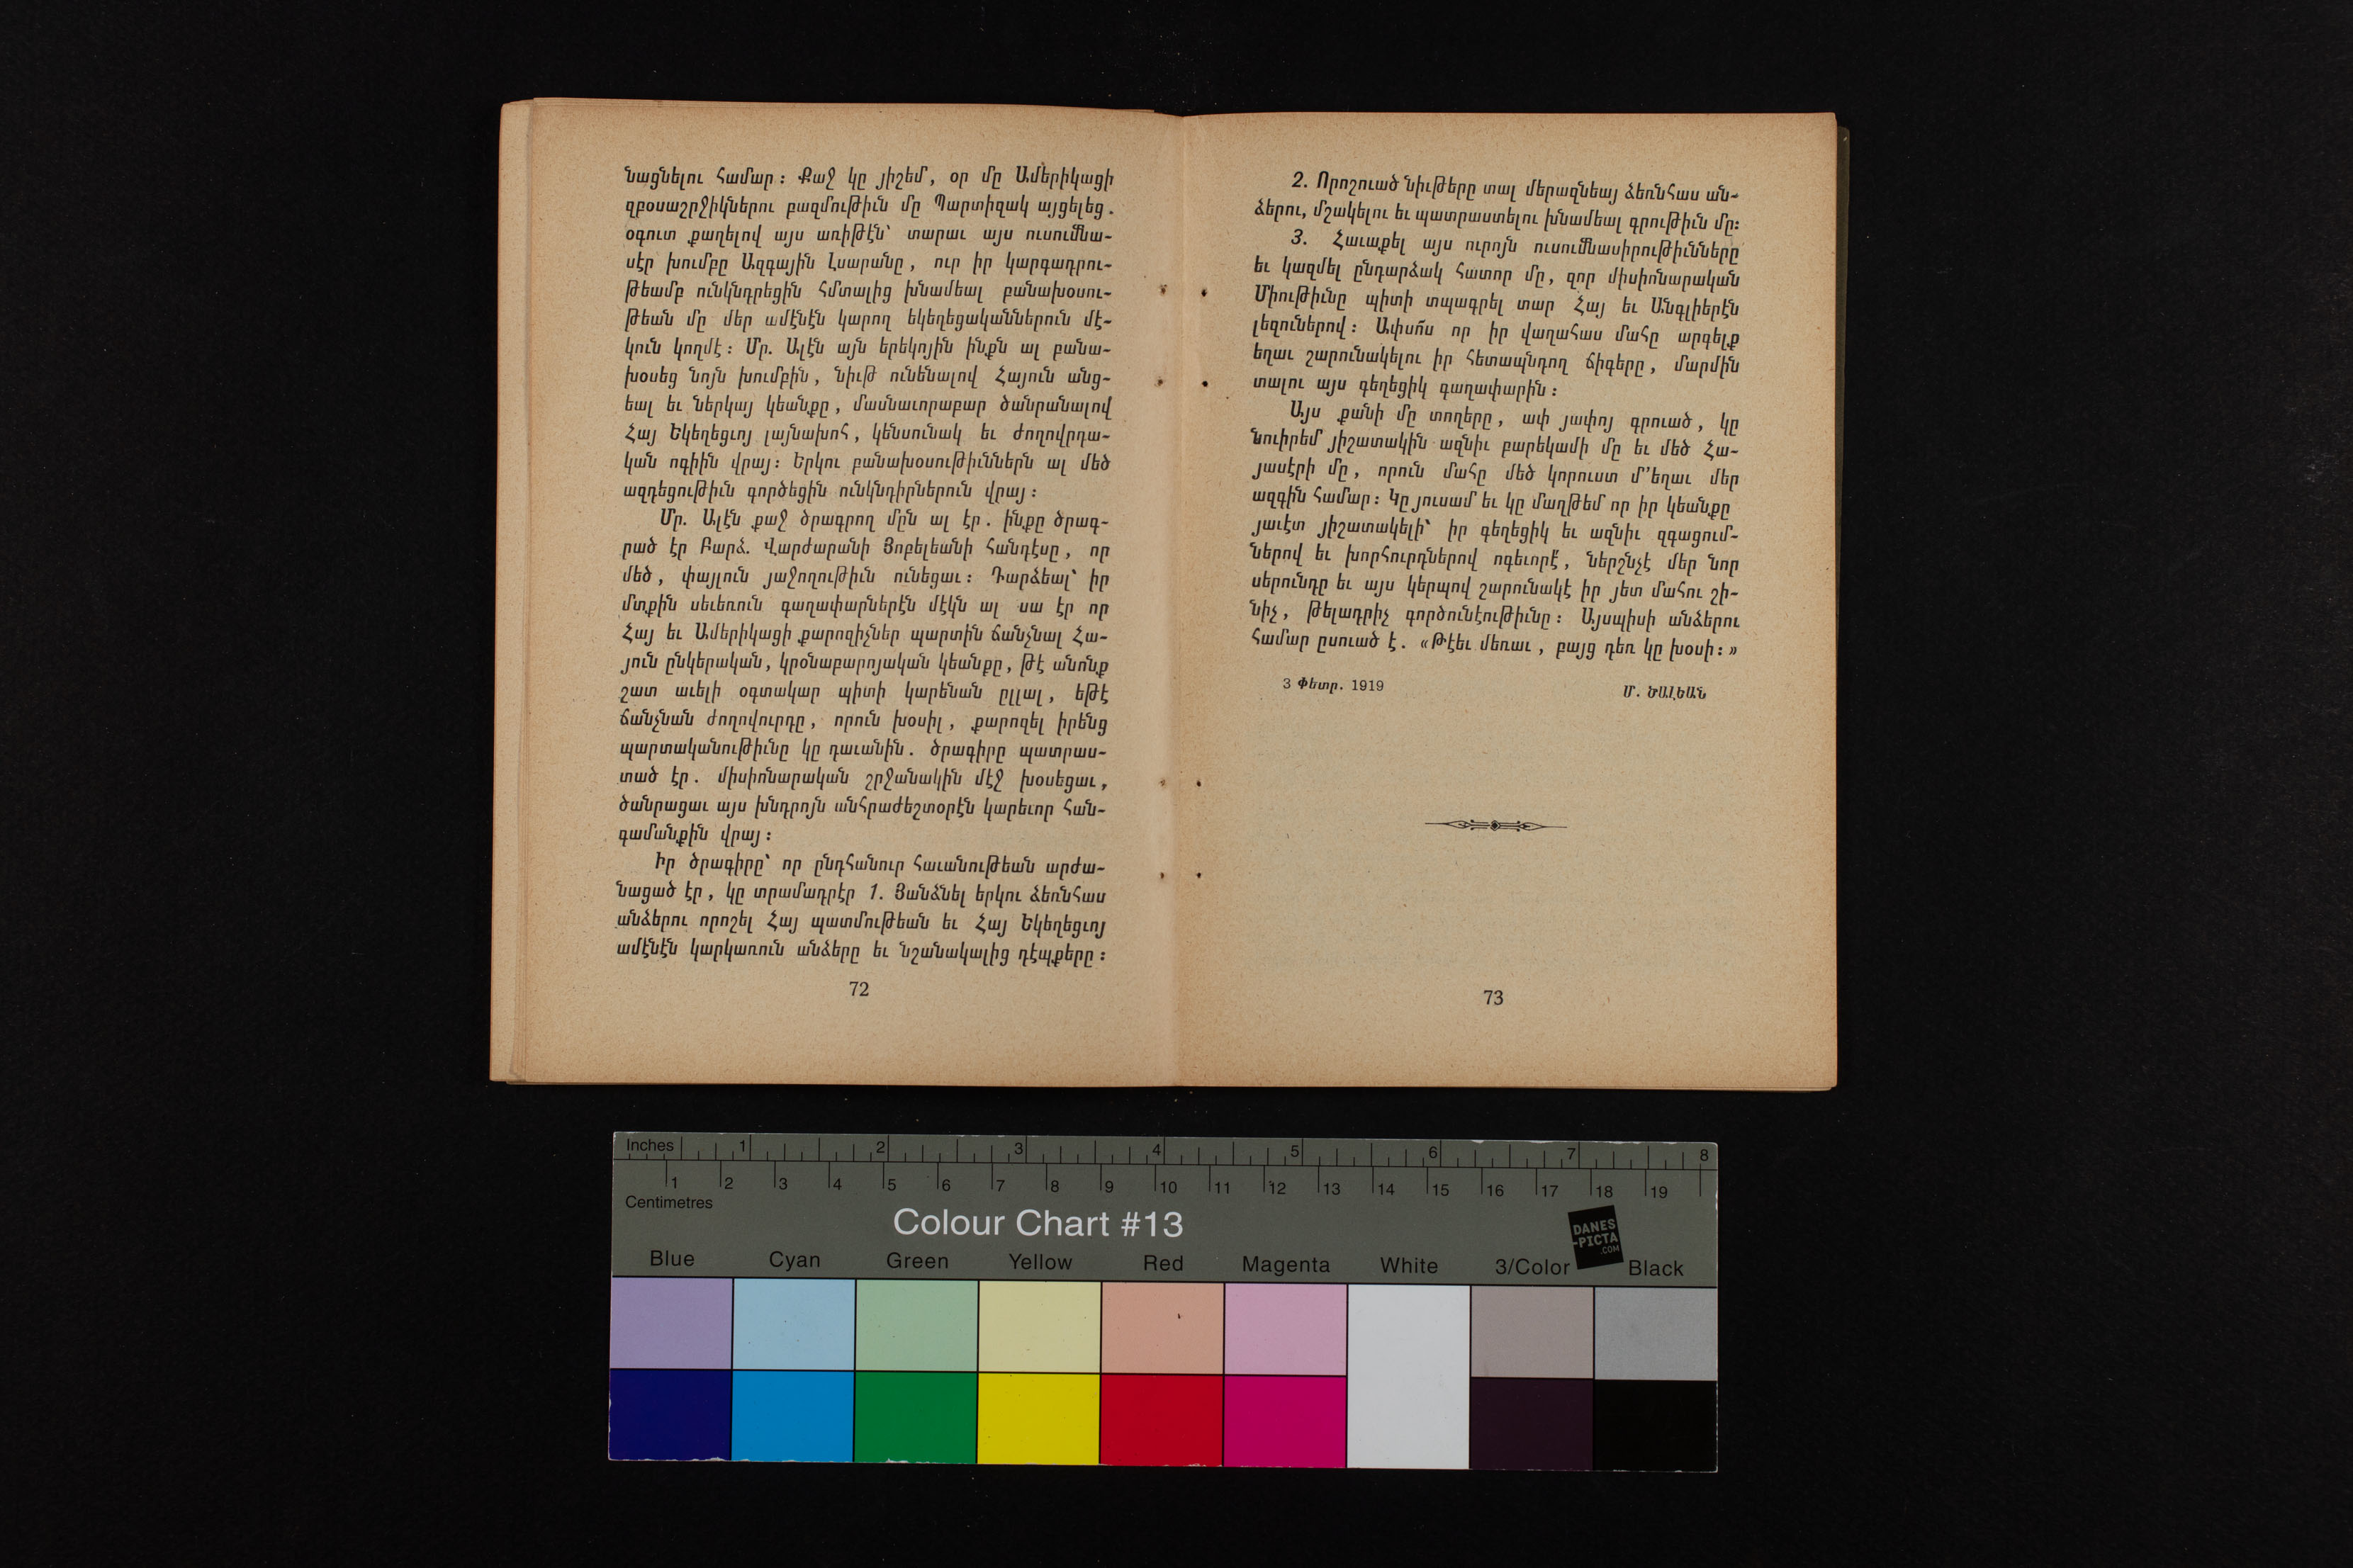 նացնելու համար ։ Քաջ կը յիշեմ, օր մը Ամերիկացի
զբօսաշրջիկներու բազմութիւն մը Պարտիզակ այցելեց .
օգուտ քաղելով այս առիթէն՝ տարաւ այս ուսումնա-
սէր խումբը Ազգային Լսարանը, ուր իր կարգադրու-
թեամբ ունկնդրեցին հմտալից խնամեալ բանախօսու-
թեան մը մեր ամէնէն կարող եկեղեցականներուն մէ-
կուն կողմէ ։ Մր. Ալէն այն երեկոյին ինքն ալ բանա-
խօսեց նոյն խումբին, նիւթ ունենալով Հայուն անց-
եալ եւ ներկայ կեանքը, մասնաւորաբար ծանրանալով
Հայ Եկեղեցւոյ լայնախոհ, կենսունակ եւ ժողովրդա-
կան ոգիին վրայ ։ Երկու բանախօսութիւններն ալ մեծ
ազդեցութիւն գործեցին ունկնդիրներուն վրայ ։
Մր. Ալէն քաջ ծրագրող մըն ալ էր . ինքը ծրագ-
րած էր Բարձ. Վարժարանի Յոբելեանի հանդէսը, որ
մեծ, փայլուն յաջողութիւն ունեցաւ ։ Դարձեալ՝ իր
մտքին սեւեռուն գաղափարներէն մէկն ալ սա էր որ
Հայ եւ Ամերիկացի քարոզիչներ պարտին ճանչնալ Հա-
յուն ընկերական, կրօնաբարոյական կեանքը, թէ անոնք
շատ աւելի օգտակար պիտի կարենան ըլլալ, եթէ
ճանչնան ժողովուրդը, որուն խօսիլ, քարոզել իրենց
պարտականութիւնը կը դաւանին . ծրագիրը պատրաս-
տած էր . միսիոնարական շրջանակին մէջ խօսեցաւ,
ծանրացաւ այս խնդրոյն անհրաժեշտօրէն կարեւոր հան-
գամանքին վրայ ։
Իր ծրագիրը՝ որ ընդհանուր հաւանութեան արժա-
նացած էր, կը տրամադրէր 1. Յանձնել երկու ձեռնհաս
անձերու որոշել Հայ պատմութեան եւ Հայ Եկեղեցւոյ
ամէնէն կարկառուն անձերը եւ նշանակալից դէպքերը ։
72
2. Որոշուած նիւթերը տալ մերազնեայ ձեռնհաս ան-
ձերու, մշակելու եւ պատրաստելու խնամեալ գրութիւն մը։
3. Հաւաքել այս ուրոյն ուսումնասիրութիւնները
եւ կազմել ընդարձակ հատոր մը, զոր միսիոնարական
Միութիւնը պիտի տպագրել տար Հայ եւ Անգլիերէն
լեզուներով ։ Ափսո՜ս որ իր վաղահաս մահը արգելք
եղաւ շարունակելու իր հետապնդող ճիգերը, մարմին
տալու այս գեղեցիկ գաղափարին ։
Այս քանի մը տողերը, ափ յափոյ գրուած, կը
նուիրեմ յիշատակին ազնիւ բարեկամի մը եւ մեծ Հա-
յասէրի մը, որուն մահը մեծ կորուստ մ’եղաւ մեր
ազգին համար ։ Կը յուսամ եւ կը մաղթեմ որ իր կեանքը
յաւէտ յիշատակելի՝ իր գեղեցիկ եւ ազնիւ զգացում-
ներով եւ խորհուրդներով ոգեւորէ, ներշնչէ մեր նոր
սերունդը եւ այս կերպով շարունակէ իր յետ մահու շի-
նիչ, թելադրիչ գործունէութիւնը ։ Այսպիսի անձերու
համար ըսուած է . «Թէեւ մեռաւ, բայց դեռ կը խօսի ։»
3 Փետր. 1919
Մ. ՆԱԼԵԱՆ
73
Inches 1 2 3 4 5 6 7 8
1 2 3 4 5 6 7 8 9 10 11 12 13 14 15 16 17 18 19
Centimetres
Colour Chart #13
DANES
-PICTA
.COM
Blue Cyan Green Yellow Red Magenta White 3/Color Black